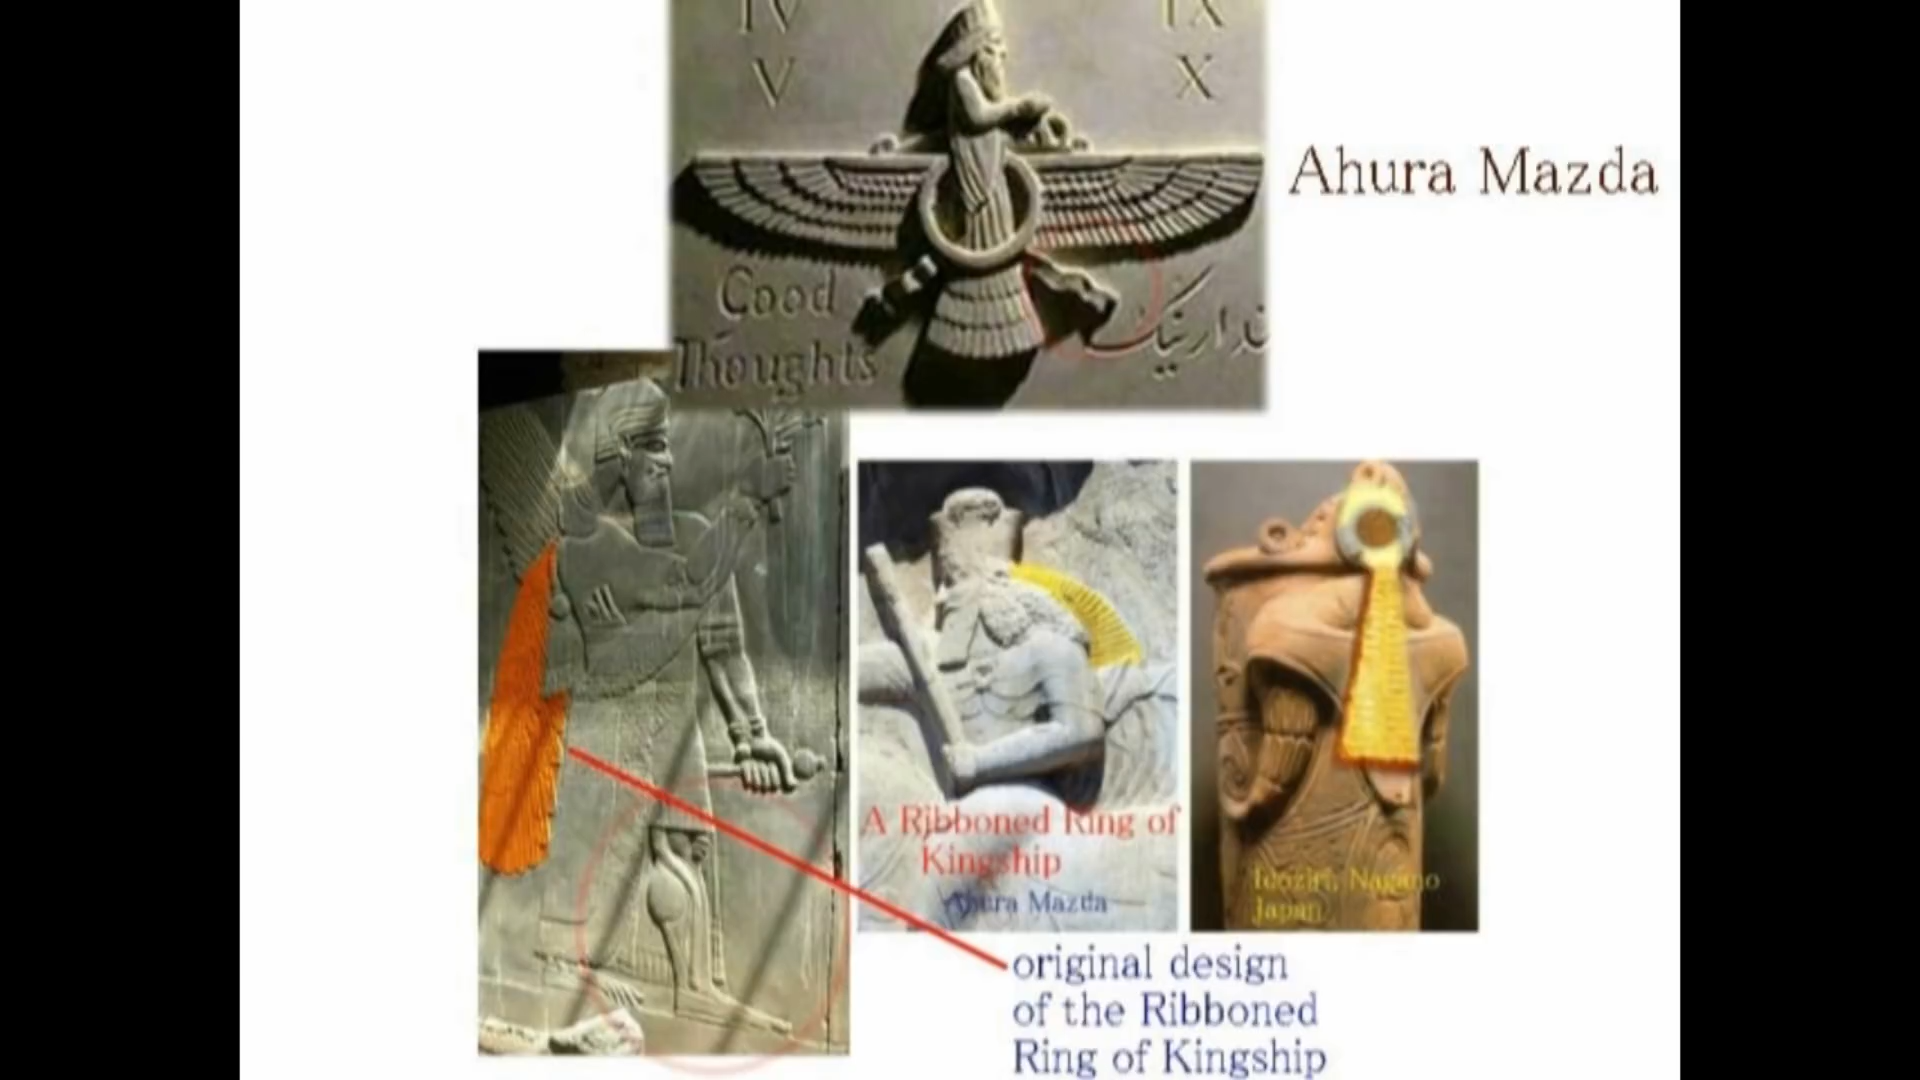 IV
IX
V
X
Ahura Mazda
Good
Thoughts
A Ribboned Ring of
Kingship
Ahura Mazda
Idoziri, Nagano
Japan
original design
of the Ribboned
Ring of Kingship